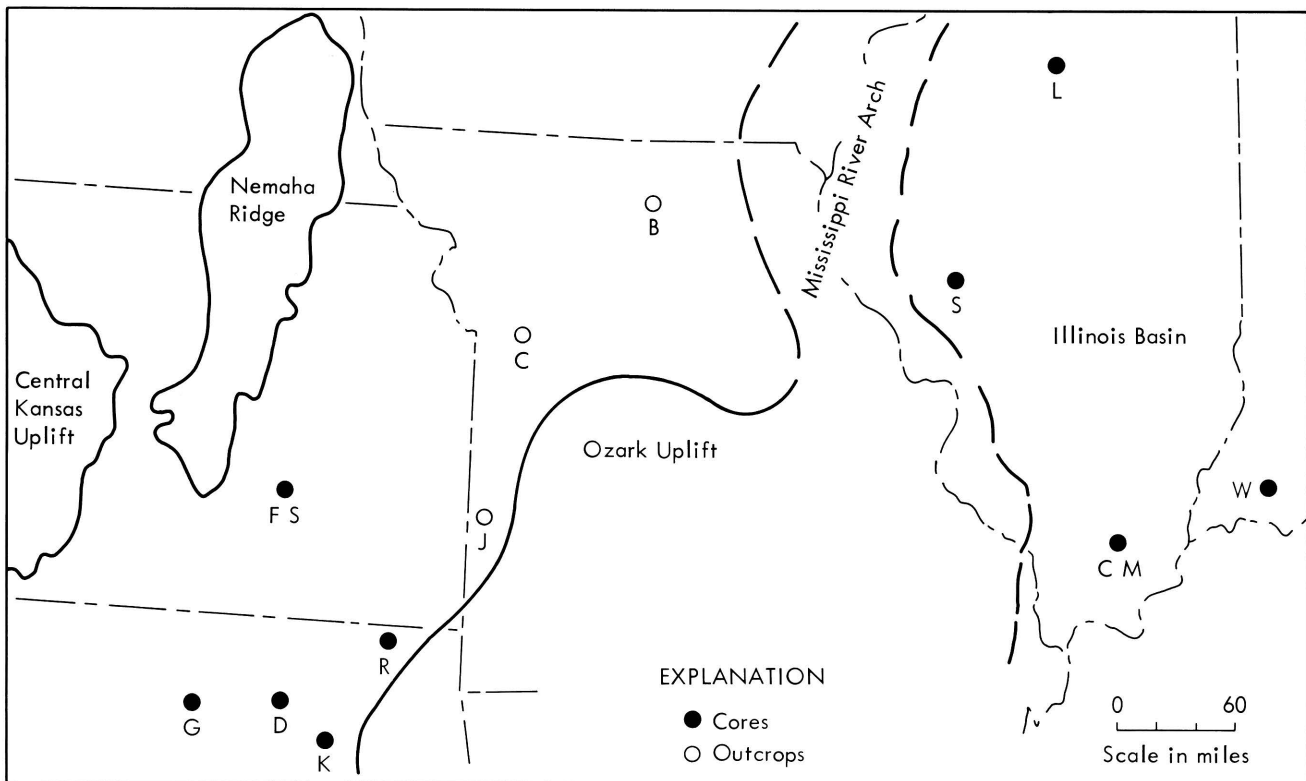 L
Nemaha
Ridge
B
Mississippi River Arch
S
Illinois Basin
C
Central
Kansas
Uplift
Ozark Uplift
F S
J
W
C M
R
G
D
K
EXPLANATION
Cores
Outcrops
0 60
Scale in miles